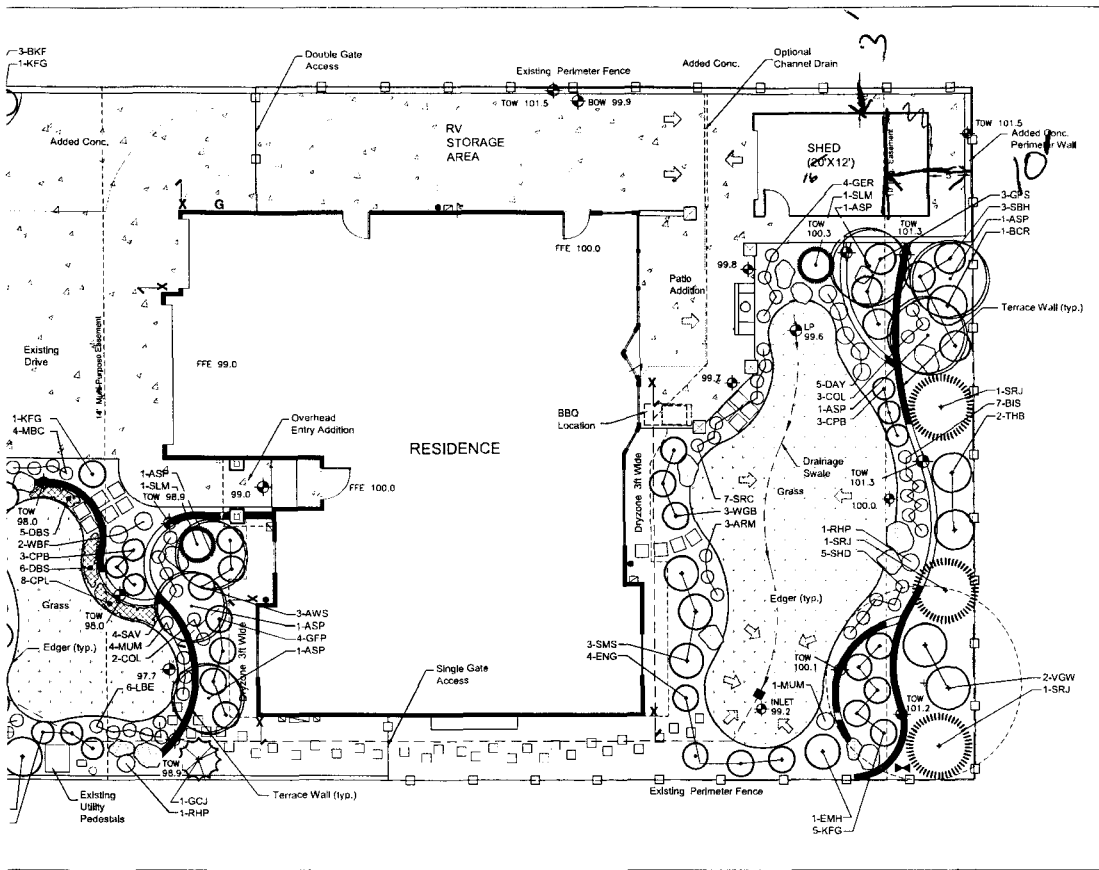 3-BKF
1-KFG
Double Gate
Access
Existing Perimeter Fence
Added Conc.
Optional
Channel Drain
3'
TOW 101.5
BOW 99.9
TOW 101.5
Added Conc.
Perimeter Wall
10'
Added Conc.
RV
STORAGE
AREA
SHED
(20'X12')
16
Easement
4-GER
1-SLM
1-ASP
3-GPS
3-SBH
1-ASP
1-BCR
X
G
TOW
100.3
TOW
101.3
FFE 100.0
99.8
Patio
Addition
Terrace Wall (typ.)
X
14' Multi-Purpose Easement
LP
99.6
Existing
Drive
FFE 99.0
99.7
5-DAY
3-COL
1-ASP
3-CPB
1-SRJ
7-BIS
2-THB
X
1-KFG
4-MBC
Overhead
Entry Addition
BBQ
Location
RESIDENCE
Drainage
Swale
Grass
1-ASP
1-SLM
TOW 98.9
99.0
FFE 100.0
TOW
101.3
100.0
TOW
98.0
5-DBS
2-WBF
3-CPB
6-DBS
8-CPL
Dryzone 3ft Wide
7-SRC
3-WGB
3-ARM
1-RHP
1-SRJ
5-SHD
Grass
TOW
98.0
X
3-AWS
1-ASP
4-GFP
1-ASP
Edger (typ.)
4-SAV
4-MUM
2-COL
Edger (typ.)
Dryzone 3ft Wide
3-SMS
4-ENG
TOW
100.1
97.7
6-LBE
Single Gate
Access
1-MUM
2-VGW
1-SRJ
INLET
99.2
TOW
101.2
X
X
TOW
98.9
Existing
Utility
Pedestals
1-GCJ
1-RHP
Terrace Wall (typ.)
Existing Perimeter Fence
1-EMH
5-KFG